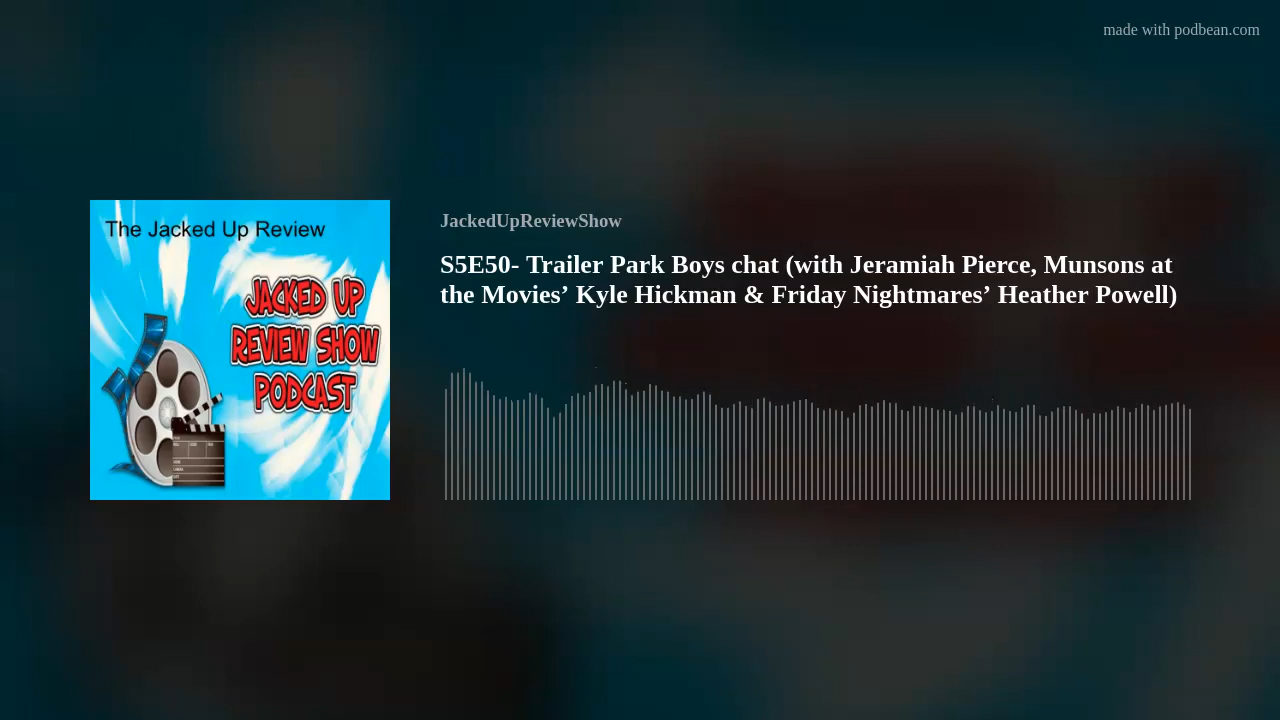 made with podbean.com
The Jacked Up Review
JACKED UP
REVIEW SHOW
PODCAST
JackedUpReviewShow
S5E50- Trailer Park Boys chat (with Jeramiah Pierce, Munsons at
the Movies’ Kyle Hickman & Friday Nightmares’ Heather Powell)